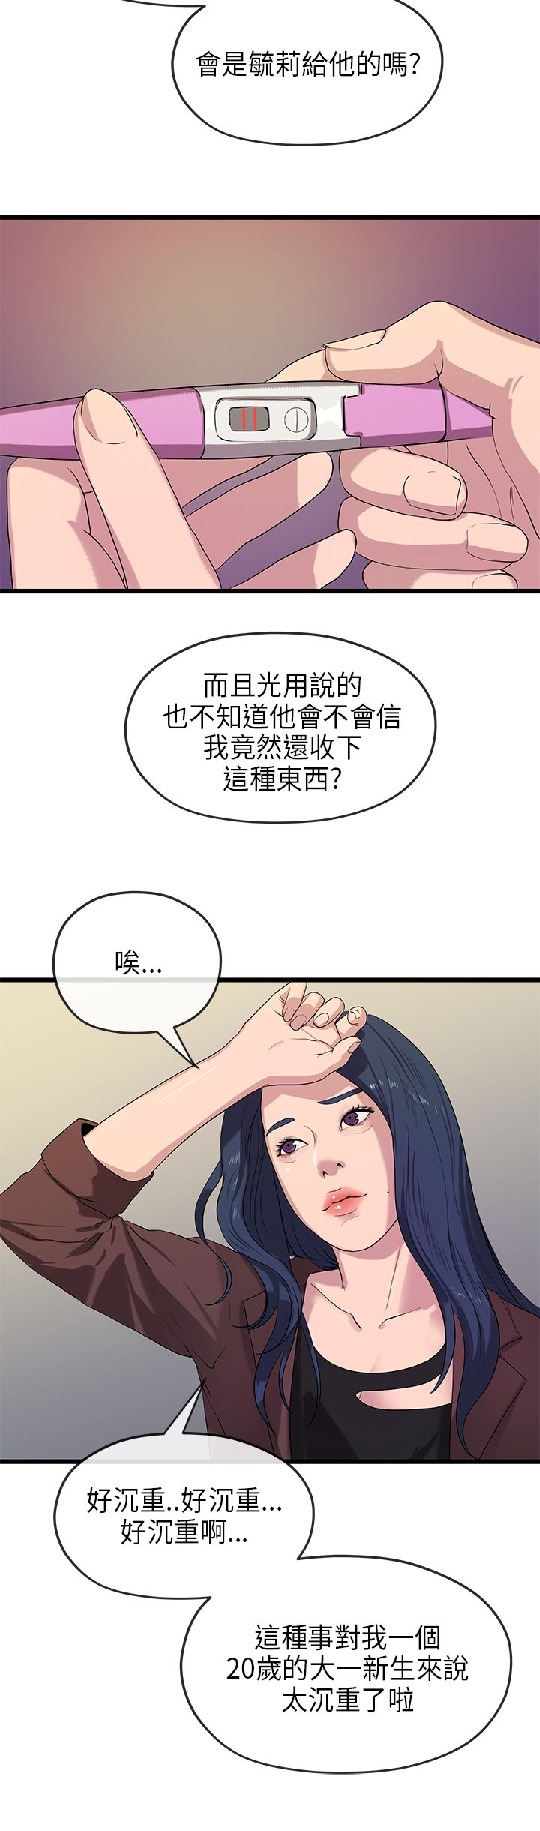 會是毓莉給他的嗎?
而且光用說的
也不知道他會不會信
我竟然還收下
這種東西?
唉...
好沉重..好沉重...
好沉重啊...
這種事對我一個
20歲的大一新生來說
太沉重了啦